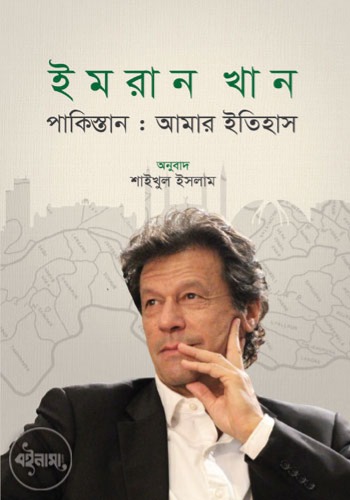 ইমরান খান
পাকিস্তান : আমার ইতিহাস
অনুবাদ
শাইখুল ইসলাম
বইনামা